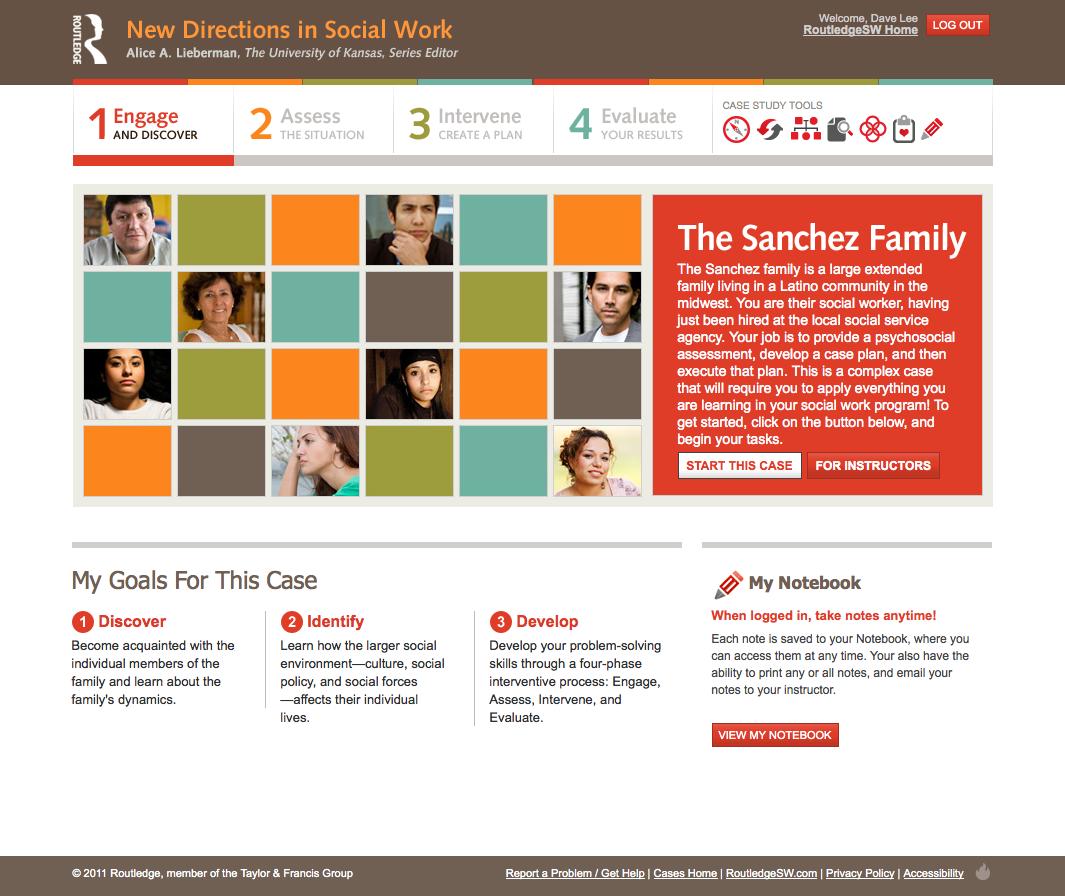 ROUTLEDGE
New Directions in Social Work
Alice A. Lieberman, The University of Kansas, Series Editor
Welcome, Dave Lee
RoutledgeSW Home
LOG OUT
1 Engage
AND DISCOVER
2 Assess
THE SITUATION
3 Intervene
CREATE A PLAN
4 Evaluate
YOUR RESULTS
CASE STUDY TOOLS
The Sanchez Family
The Sanchez family is a large extended
family living in a Latino community in the
midwest. You are their social worker, having
just been hired at the local social service
agency. Your job is to provide a psychosocial
assessment, develop a case plan, and then
execute that plan. This is a complex case
that will require you to apply everything you
are learning in your social work program! To
get started, click on the button below, and
begin your tasks.
START THIS CASE
FOR INSTRUCTORS
My Goals For This Case
1 Discover
Become acquainted with the
individual members of the
family and learn about the
family's dynamics.
2 Identify
Learn how the larger social
environment—culture, social
policy, and social forces
—affects their individual
lives.
3 Develop
Develop your problem-solving
skills through a four-phase
interventive process: Engage,
Assess, Intervene, and
Evaluate.
My Notebook
When logged in, take notes anytime!
Each note is saved to your Notebook, where you
can access them at any time. Your also have the
ability to print any or all notes, and email your
notes to your instructor.
VIEW MY NOTEBOOK
© 2011 Routledge, member of the Taylor & Francis Group
Report a Problem / Get Help | Cases Home | RoutledgeSW.com | Privacy Policy | Accessibility